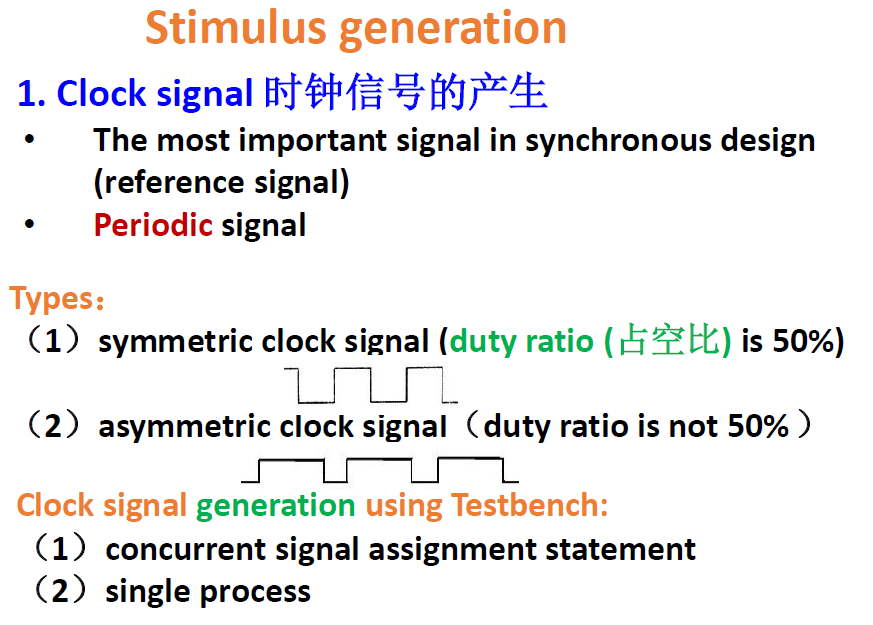 Stimulus generation
1. Clock signal 时钟信号的产生
• The most important signal in synchronous design
(reference signal)
• Periodic signal
Types：
（1）symmetric clock signal (duty ratio (占空比) is 50%)
（2）asymmetric clock signal（duty ratio is not 50% ）
Clock signal generation using Testbench:
（1）concurrent signal assignment statement
（2）single process